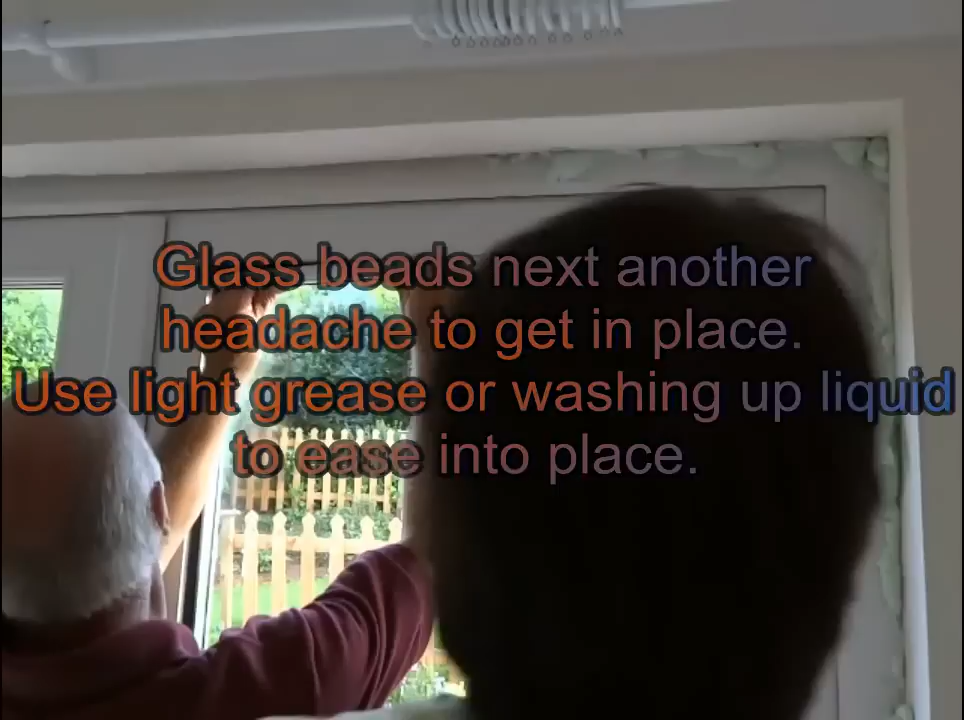 Glass beads next another
headache to get in place.
Use light grease or washing up liquid
to ease into place.